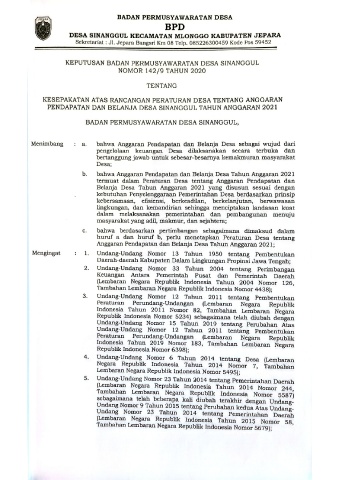 BADAN PERMUSYAWARATAN DESA
BPD
DESA SINANGGUL KECAMATAN MLONGGO KABUPATEN JEPARA
Sekretariat : Jl. Jepara Bangsri Km 08 Telp. 085226300459 Kode Pos 59452
KEPUTUSAN BADAN PERMUSYAWARATAN DESA SINANGGUL
NOMOR 142/9 TAHUN 2020
TENTANG
KESEPAKATAN ATAS RANCANGAN PERATURAN DESA TENTANG ANGGARAN
PENDAPATAN DAN BELANJA DESA SINANGGUL TAHUN ANGGARAN 2021
BADAN PERMUSYAWARATAN DESA SINANGGUL,
Menimbang : a. bahwa Anggaran Pendapatan dan Belanja Desa sebagai wujud dari
pengelolaan keuangan Desa dilaksanakan secara terbuka dan
bertanggung jawab untuk sebesar-besarnya kemakmuran masyarakat
Desa;
b. bahwa Anggaran Pendapatan dan Belanja Desa Tahun Anggaran 2021
termuat dalam Peraturan Desa tentang Anggaran Pendapatan dan
Belanja Desa Tahun Anggaran 2021 yang disusun sesuai dengan
kebutuhan Penyelenggaraan Pemerintahan Desa berdasarkan prinsip
kebersamaan, efisiensi, berkeadilan, berkelanjutan, berwawasan
lingkungan, dan kemandirian sehingga menciptakan landasan kuat
dalam melaksanakan pemerintahan dan pembangunan menuju
masyarakat yang adil, makmur, dan sejahtera;
c. bahwa berdasarkan pertimbangan sebagaimana dimaksud dalam
huruf a dan huruf b, perlu menetapkan Peraturan Desa tentang
Anggaran Pendapatan dan Belanja Desa Tahun Anggaran 2021;
Mengingat : 1. Undang-Undang Nomor 13 Tahun 1950 tentang Pembentukan
Daerah-daerah Kabupaten Dalam Lingkungan Propinsi Jawa Tengah;
2. Undang-Undang Nomor 33 Tahun 2004 tentang Perimbangan
Keuangan Antara Pemerintah Pusat dan Pemerintah Daerah
(Lembaran Negara Republik Indonesia Tahun 2004 Nomor 126,
Tambahan Lembaran Negara Republik Indonesia Nomor 4438);
3. Undang-Undang Nomor 12 Tahun 2011 tentang Pembentukan
Peraturan Perundang-Undangan (Lembaran Negara Republik
Indonesia Tahun 2011 Nomor 82, Tambahan Lembaran Negara
Republik Indonesia Nomor 5234) sebagaimana telah diubah dengan
Undang-Undang Nomor 15 Tahun 2019 tentang Perubahan Atas
Undang-Undang Nomor 12 Tahun 2011 tentang Pembentukan
Peraturan Perundang-Undangan (Lembaran Negara Republik
Indonesia Tahun 2019 Nomor 183, Tambahan Lembaran Negara
Republik Indonesia Nomor 6398);
4. Undang-Undang Nomor 6 Tahun 2014 tentang Desa (Lembaran
Negara Republik Indonesia Tahun 2014 Nomor 7, Tambahan
Lembaran Negara Republik Indonesia Nomor 5495);
5. Undang-Undang Nomor 23 Tahun 2014 tentang Pemerintahan Daerah
(Lembaran Negara Republik Indonesia Tahun 2014 Nomor 244,
Tambahan Lembaran Negara Republik Indonesia Nomor 5587)
sebagaimana telah beberapa kali diubah terakhir dengan Undang-
Undang Nomor 9 Tahun 2015 tentang Perubahan Kedua Atas Undang-
Undang Nomor 23 Tahun 2014 tentang Pemerintahan Daerah
(Lembaran Negara Republik Indonesia Tahun 2015 Nomor 58,
Tambahan Lembaran Negara Republik Indonesia Nomor 5679);